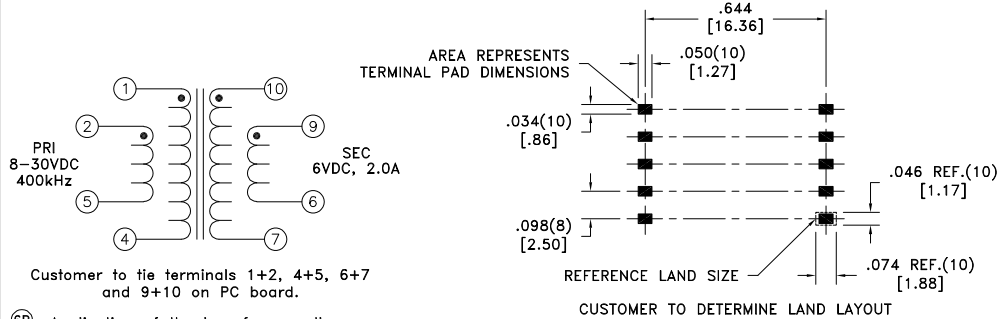 1
10
2
9
PRI
8-30VDC
400kHz
SEC
6VDC, 2.0A
5
6
4
7
Customer to tie terminals 1+2, 4+5, 6+7
and 9+10 on PC board.
.644
[16.36]
AREA REPRESENTS
TERMINAL PAD DIMENSIONS
.050(10)
[1.27]
.034(10)
[.86]
.046 REF.(10)
[1.17]
.098(8)
[2.50]
REFERENCE LAND SIZE
.074 REF.(10)
[1.88]
CUSTOMER TO DETERMINE LAND LAYOUT